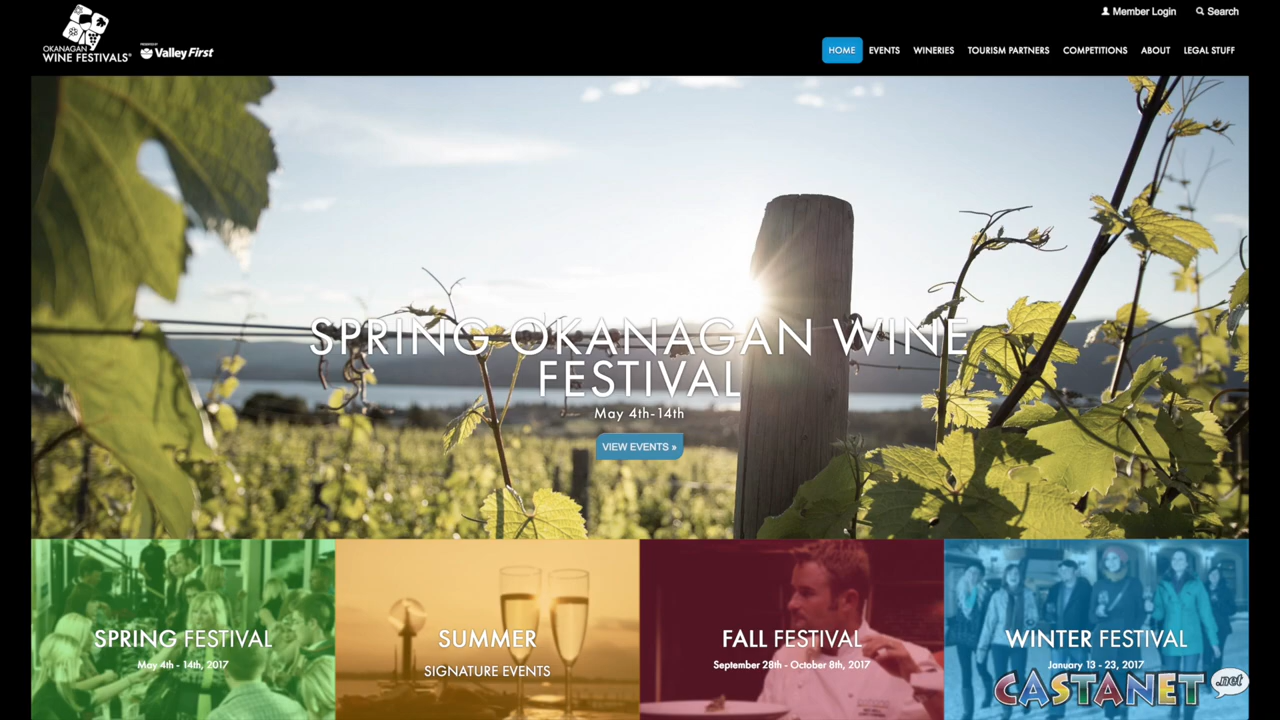 Member Login
Search
OKANAGAN
WINE FESTIVALS®
PRESENTED BY
Valley First
HOME
EVENTS
WINERIES
TOURISM PARTNERS
COMPETITIONS
ABOUT
LEGAL STUFF
SPRING OKANAGAN WINE
FESTIVAL
May 4th-14th
VIEW EVENTS »
SPRING FESTIVAL
May 4th - 14th, 2017
SUMMER
SIGNATURE EVENTS
FALL FESTIVAL
September 28th - October 8th, 2017
WINTER FESTIVAL
January 13 - 23, 2017
CASTANET .net